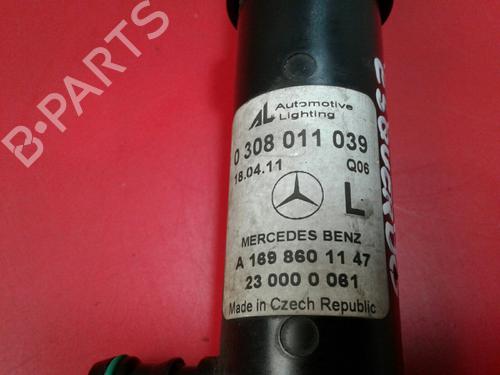 B-PARTS
AL Automotive
Lighting
0 308 011 039
18.04.11 Q06
L
MERCEDES BENZ
A 169 860 11 47
23 000 0 061
Made in Czech Republic